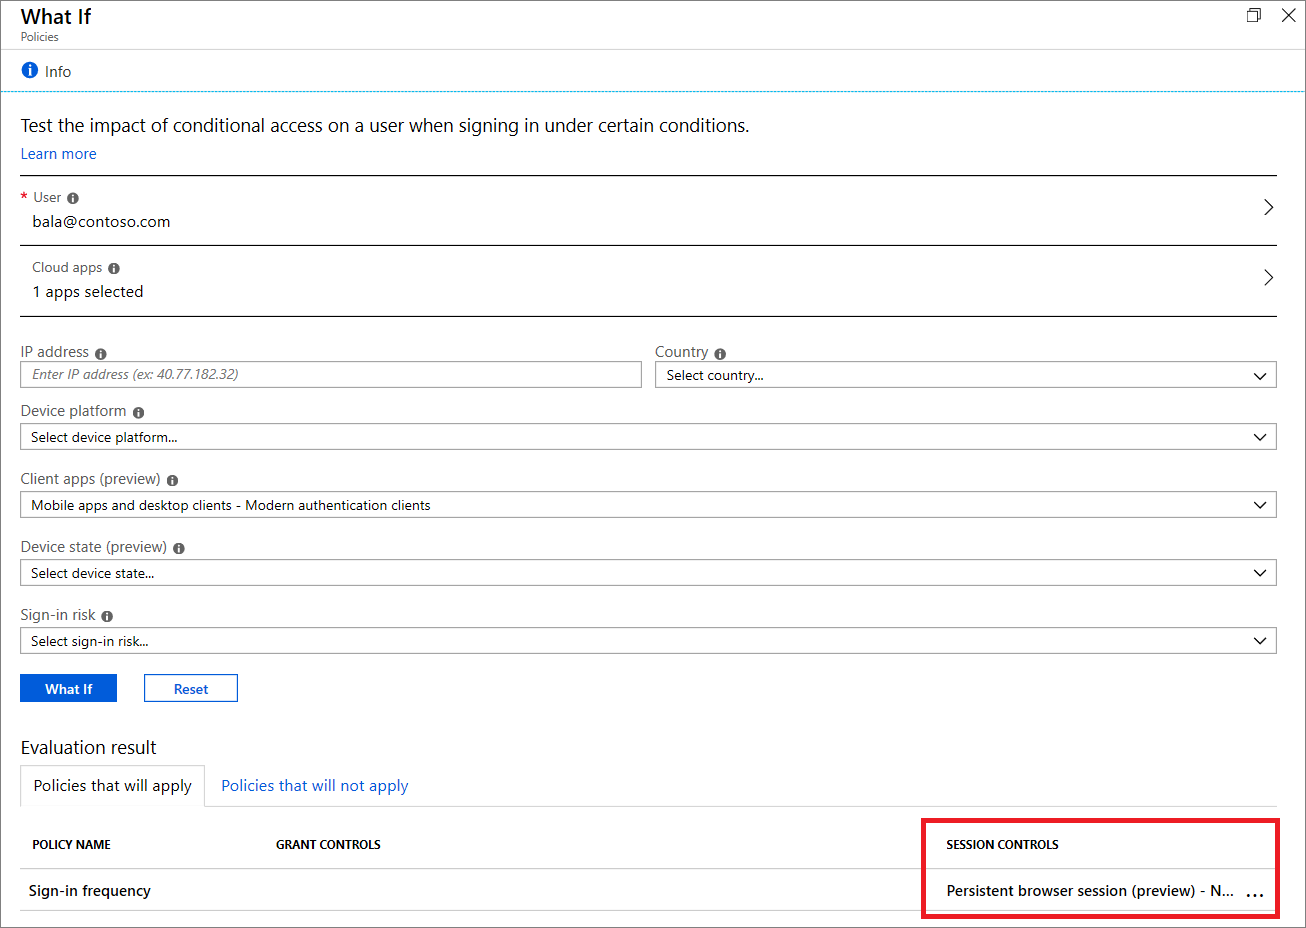 What If
Policies
Info
Test the impact of conditional access on a user when signing in under certain conditions.
Learn more
* User
bala@contoso.com
Cloud apps
1 apps selected
IP address
Enter IP address (ex: 40.77.182.32)
Country
Select country...
Device platform
Select device platform...
Client apps (preview)
Mobile apps and desktop clients - Modern authentication clients
Device state (preview)
Select device state...
Sign-in risk
Select sign-in risk...
What If Reset
Evaluation result
Policies that will apply Policies that will not apply
POLICY NAME GRANT CONTROLS SESSION CONTROLS
Sign-in frequency Persistent browser session (preview) - N... ...